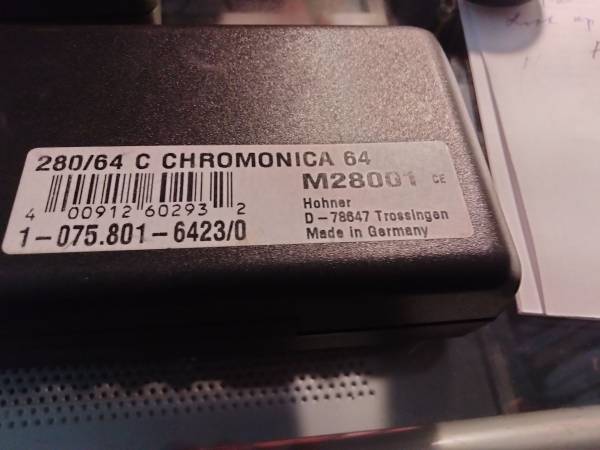 280/64 C CHROMONICA 64
M28001 CE
4 00912 60293 2
Hohner
D-78647 Trossingen
Made in Germany
1-075.801-6423/0